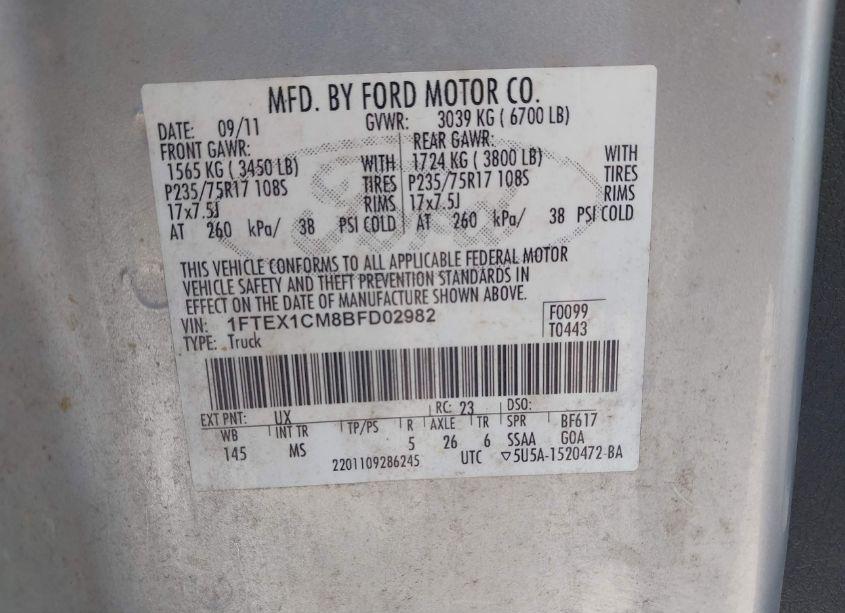 MFD. BY FORD MOTOR CO.
DATE: 09/11 GVWR: 3039 KG ( 6700 LB)
FRONT GAWR: REAR GAWR:
1565 KG ( 3450 LB) WITH 1724 KG ( 3800 LB) WITH
P235/75R17 108S TIRES P235/75R17 108S TIRES
17x7.5J RIMS 17x7.5J RIMS
AT 260 kPa/ 38 PSI COLD AT 260 kPa/ 38 PSI COLD
THIS VEHICLE CONFORMS TO ALL APPLICABLE FEDERAL MOTOR
VEHICLE SAFETY AND THEFT PREVENTION STANDARDS IN
EFFECT ON THE DATE OF MANUFACTURE SHOWN ABOVE.
VIN: 1FTEX1CM8BFD02982 F0099
TYPE: Truck T0443
EXT PNT: UX RC: 23 DSO:
WB INT TR TP/PS R AXLE TR SPR BF617
145 MS 5 26 6 SSAA GOA
2201109286245 UTC ▽5U5A-1520472-BA